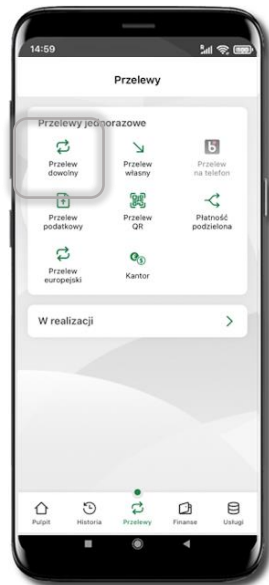 14:59
Przelewy
Przelewy jednorazowe
Przelew
dowolny
Przelew
własny
Przelew
na telefon
Przelew
podatkowy
Przelew
QR
Płatność
podzielona
Przelew
europejski
Kantor
W realizacji
Pulpit
Historia
Przelewy
Finanse
Usługi